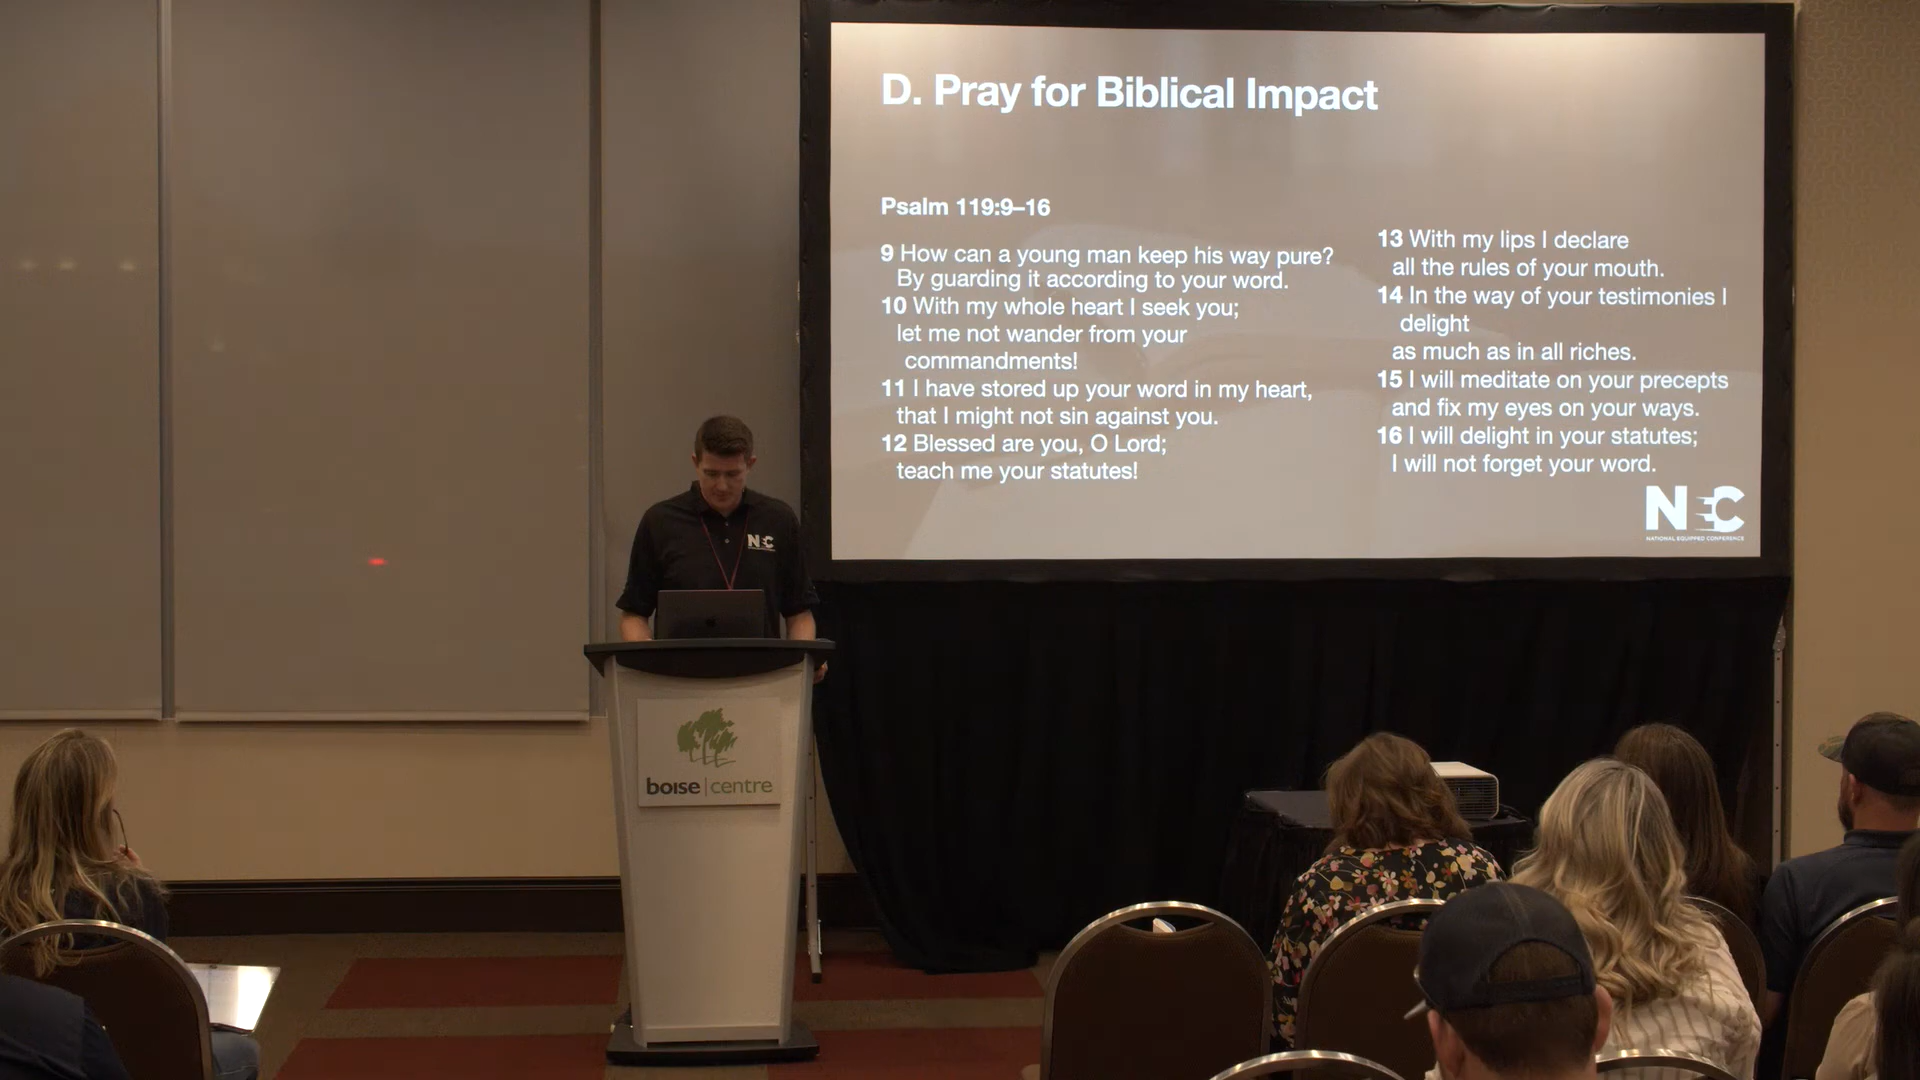 D. Pray for Biblical Impact
Psalm 119:9–16
9 How can a young man keep his way pure?
By guarding it according to your word.
10 With my whole heart I seek you;
let me not wander from your
commandments!
11 I have stored up your word in my heart,
that I might not sin against you.
12 Blessed are you, O Lord;
teach me your statutes!
13 With my lips I declare
all the rules of your mouth.
14 In the way of your testimonies I
delight
as much as in all riches.
15 I will meditate on your precepts
and fix my eyes on your ways.
16 I will delight in your statutes;
I will not forget your word.
NEC
NATIONAL EQUIPPED CONFERENCE
NEC
boise|centre